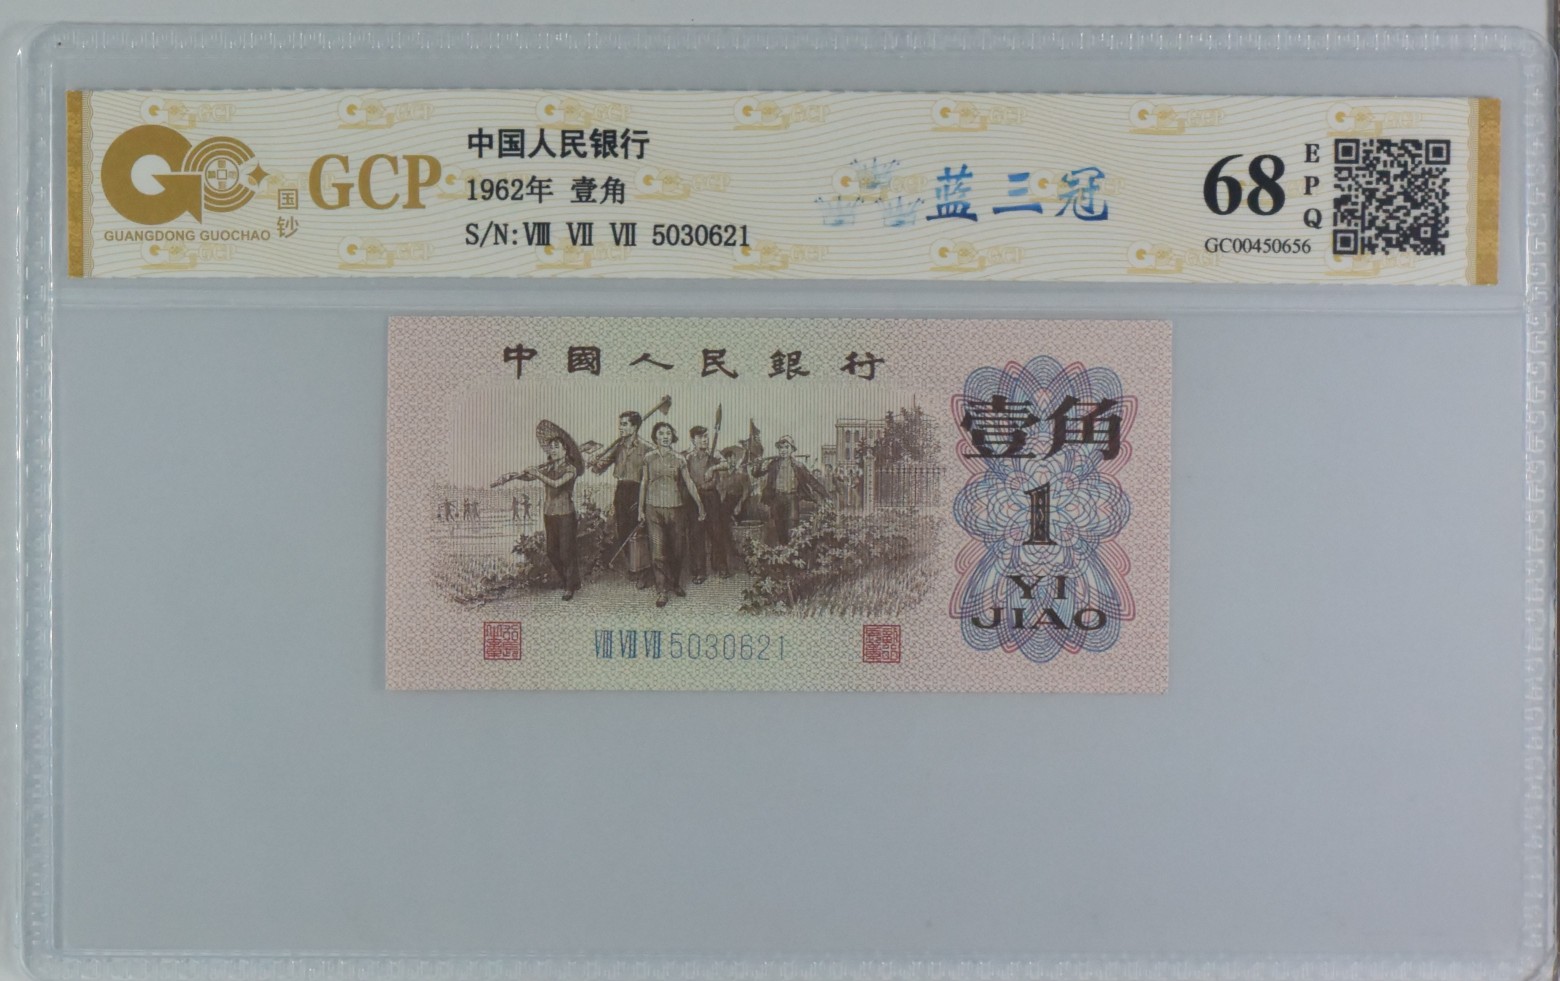 GCP
国钞
GUANGDONG GUOCHAO
中国人民银行
1962年 壹角
S/N:Ⅷ Ⅶ Ⅶ 5030621
蓝三冠
68
EPQ
GC00450656
中國人民銀行
壹角
1
YI
JIAO
Ⅷ Ⅶ Ⅶ 5030621